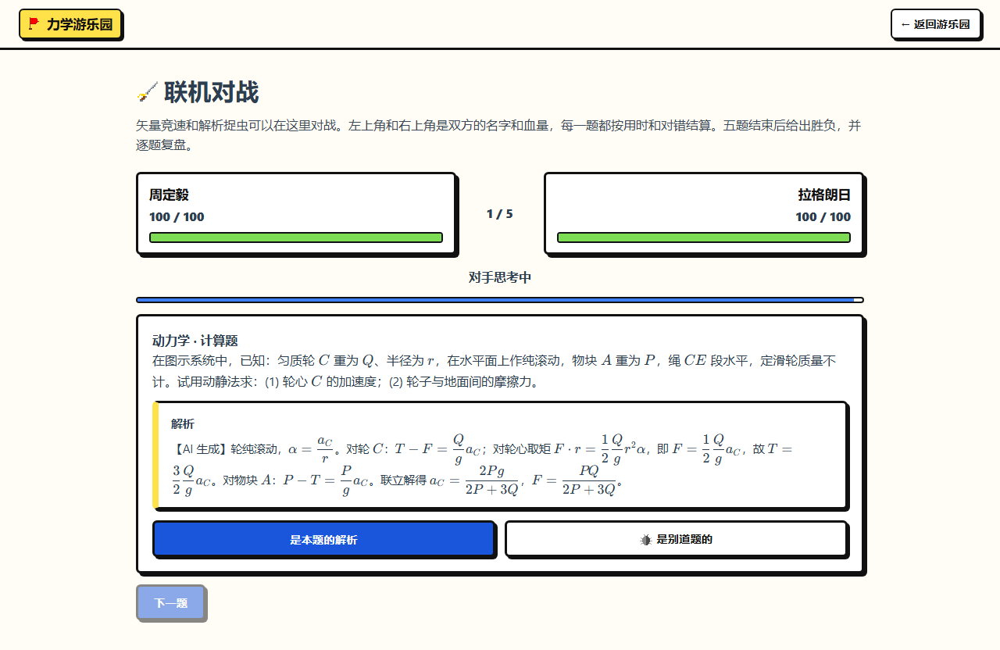 力学游乐园
← 返回游乐园
联机对战
矢量竞速和解析捉虫可以在这里对战。左上角和右上角是双方的名字和血量，每一题都按用时和对错结算。五题结束后给出胜负，并
逐题复盘。
周定毅
100 / 100
1 / 5
拉格朗日
100 / 100
对手思考中
动力学 · 计算题
在图示系统中，已知：匀质轮 C 重为 Q、半径为 r，在水平面上作纯滚动，物块 A 重为 P，绳 CE 段水平，定滑轮质量不
计。试用动静法求：(1) 轮心 C 的加速度；(2) 轮子与地面间的摩擦力。
解析
【AI 生成】轮纯滚动，$\alpha = \dfrac{a_C}{r}$。对轮 C：$T - F = \dfrac{Q}{g}a_C$；对轮心取矩 $F \cdot r = \dfrac{1}{2}\dfrac{Q}{g}r^2\alpha$，即 $F = \dfrac{1}{2}\dfrac{Q}{g}a_C$，故 $T =$
$\dfrac{3}{2}\dfrac{Q}{g}a_C$。对物块 A：$P - T = \dfrac{P}{g}a_C$。联立解得 $a_C = \dfrac{2Pg}{2P + 3Q}$，$F = \dfrac{PQ}{2P + 3Q}$。
是本题的解析
是别道题的
下一题